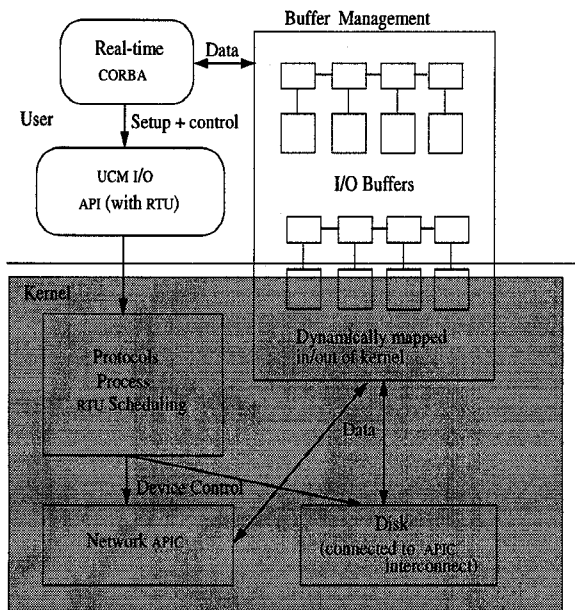 Buffer Management
Real-time
CORBA
Data
User
Setup + control
UCM I/O
API (with RTU)
I/O Buffers
Kernel
Protocols
Process
RTU Scheduling
Dynamically mapped
in/out of kernel
Data
Device Control
Network APIC
Disk
(connected to APIC
interconnect)